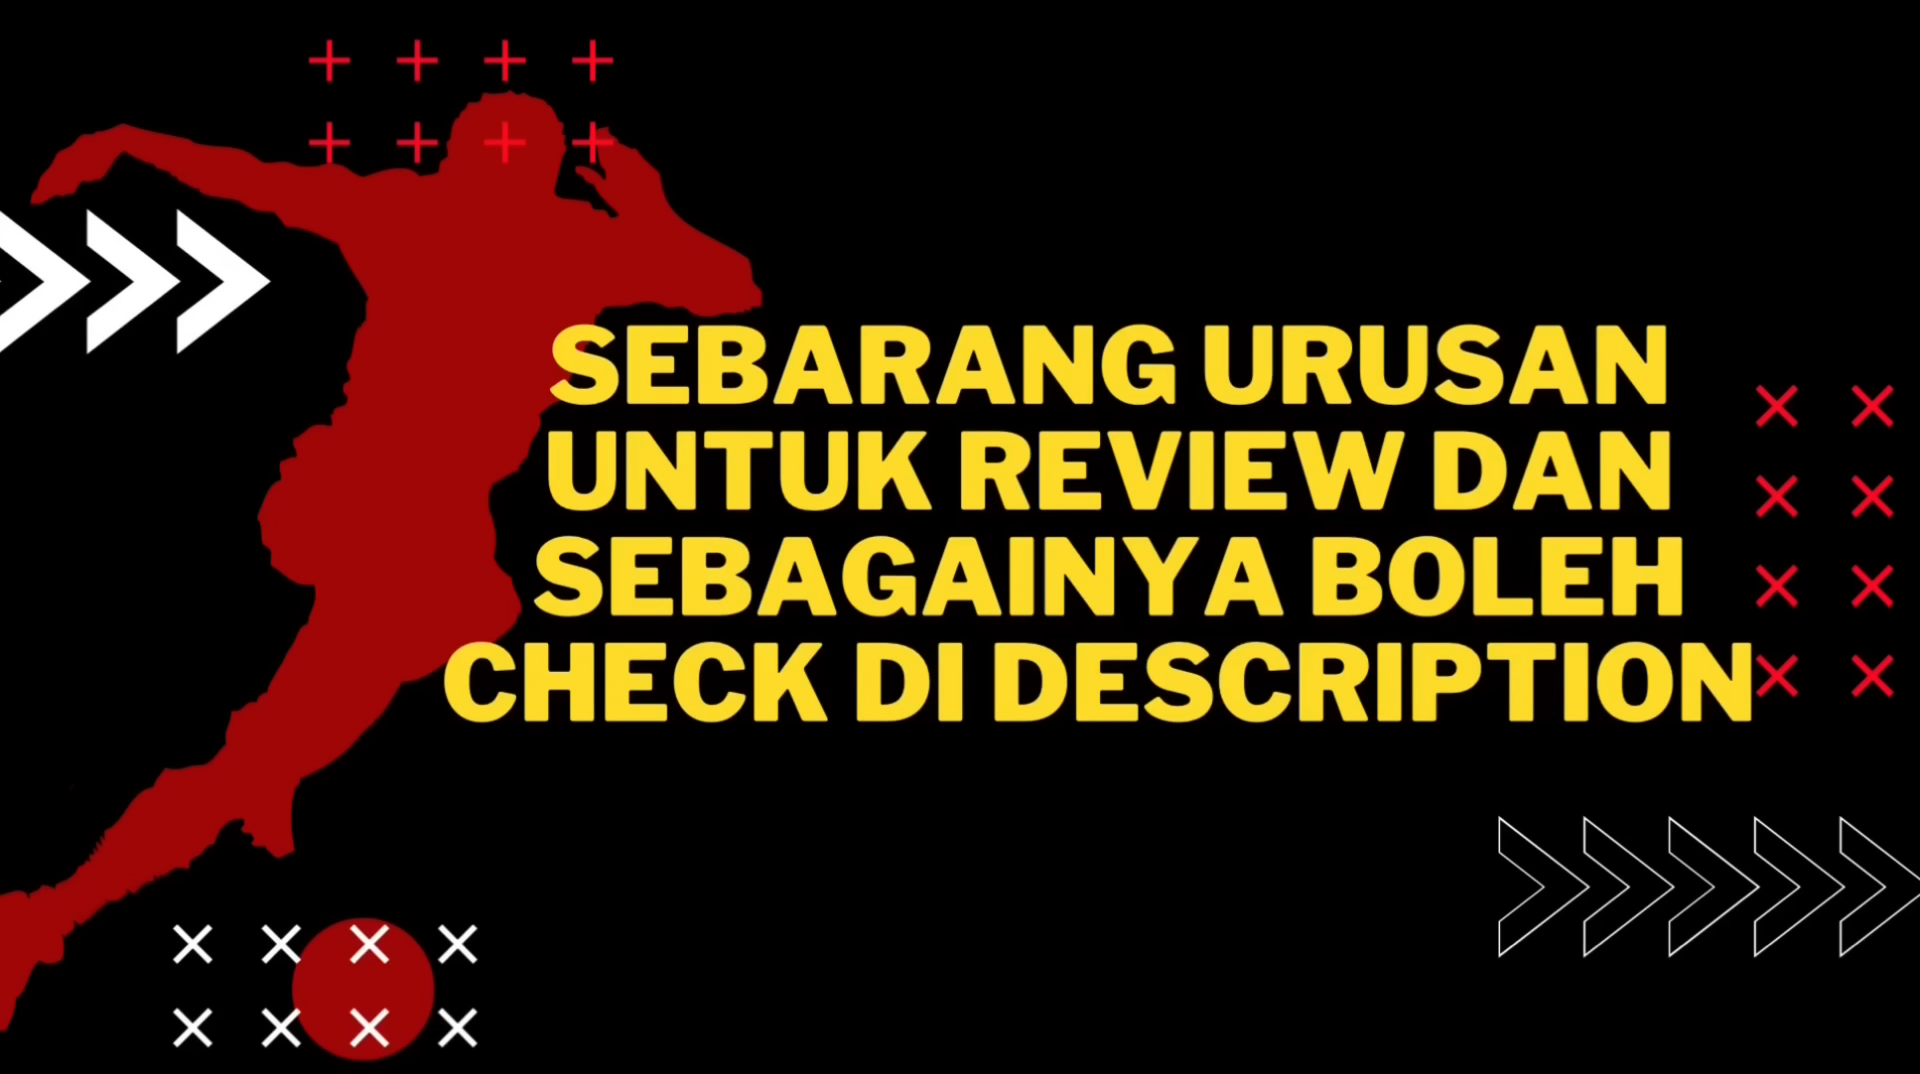 SEBARANG URUSAN
UNTUK REVIEW DAN
SEBAGAINYA BOLEH
CHECK DI DESCRIPTION